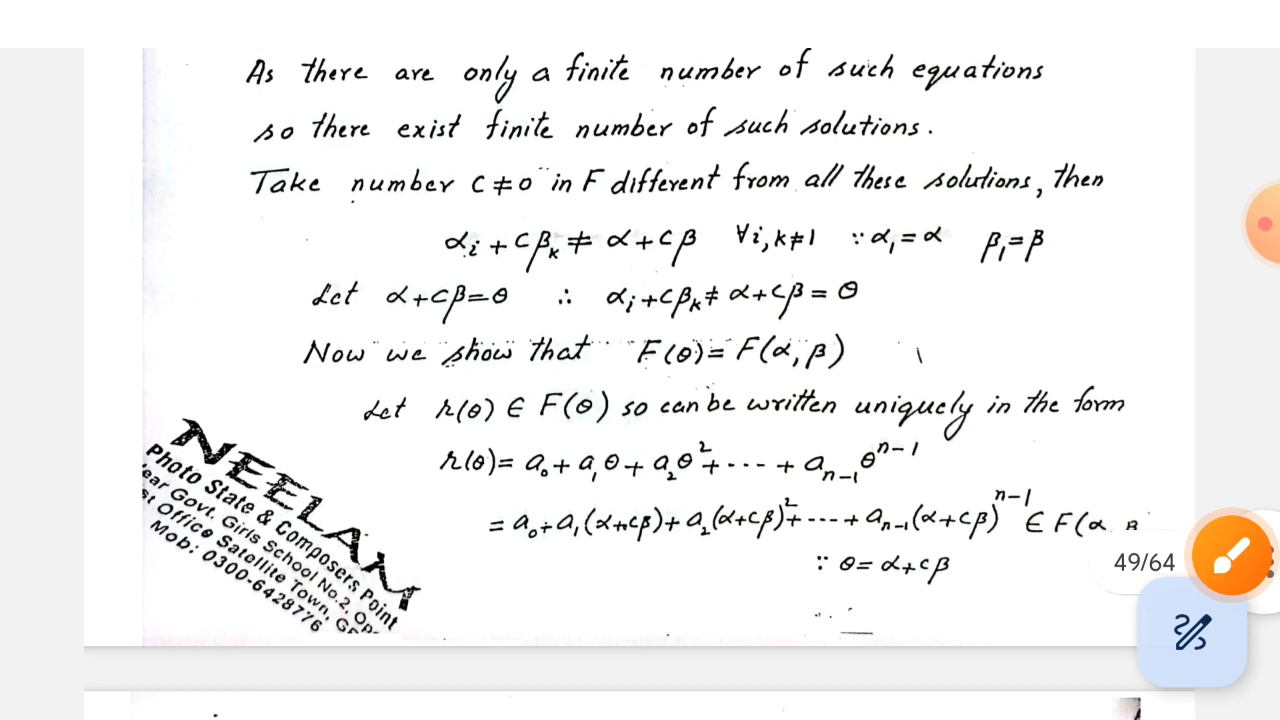 As there are only a finite number of such equations
so there exist finite number of such solutions.
Take number c ≠ 0 in F different from all these solutions, then
αᵢ + cβₖ ≠ α + cβ ∀ i, k ≠ 1 ∵ α₁ = α β₁ = β
Let α + cβ = θ ∴ αᵢ + cβₖ ≠ α + cβ = θ
Now we show that F(θ) = F(α, β)
Let r(θ) ∈ F(θ) so can be written uniquely in the form
r(θ) = a₀ + a₁θ + a₂θ² + ---- + aₙ₋₁θⁿ⁻¹
= a₀ + a₁(α+cβ) + a₂(α+cβ)² + ---- + aₙ₋₁(α+cβ)ⁿ⁻¹ ∈ F(α
∵ θ = α + cβ
NEELAM
Photo State & Composers Point
ear Govt. Girls School No.2, Op
st Office Satellite Town,
Mob: 0300-6428776
49/64